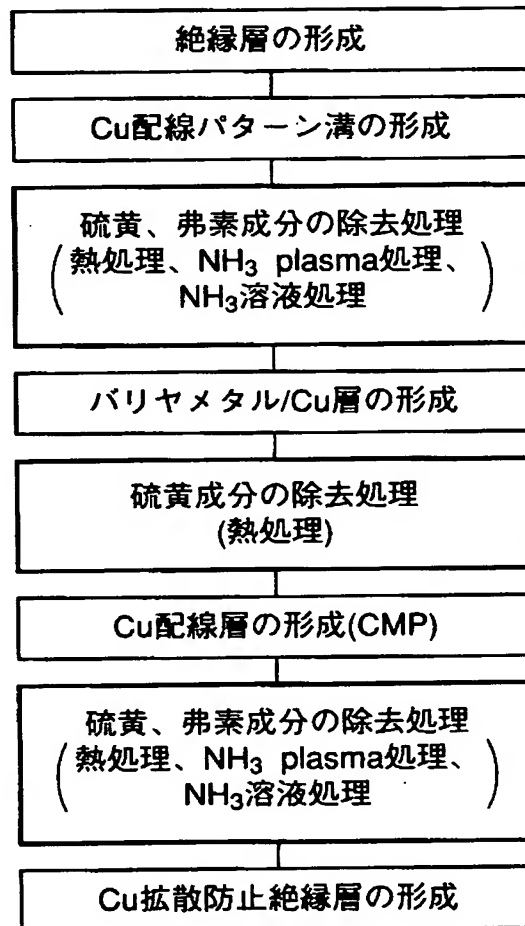 絶縁層の形成
Cu配線パターン溝の形成
硫黄、弗素成分の除去処理
(熱処理、NH₃ plasma処理、
NH₃溶液処理)
バリヤメタル/Cu層の形成
硫黄成分の除去処理
(熱処理)
Cu配線層の形成(CMP)
硫黄、弗素成分の除去処理
(熱処理、NH₃ plasma処理、
NH₃溶液処理)
Cu拡散防止絶縁層の形成